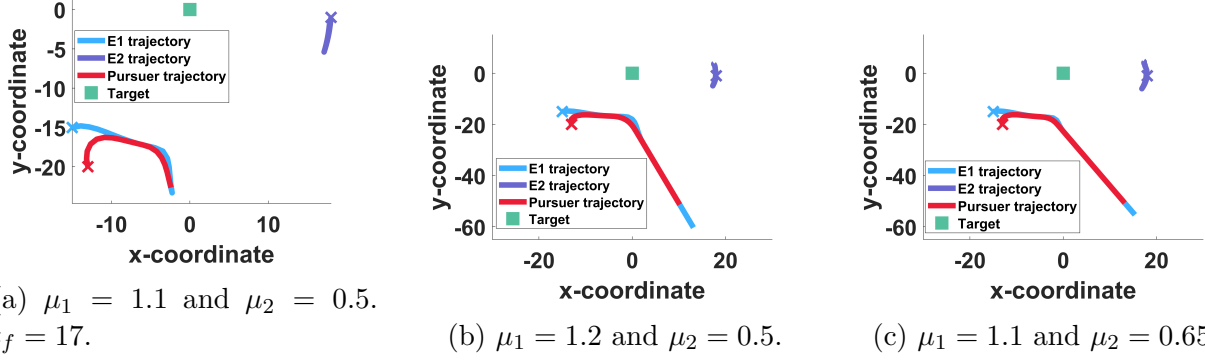 0
-5
-10
-15
-20
y-coordinate
E1 trajectory
E2 trajectory
Pursuer trajectory
Target
-10 0 10
x-coordinate
a) μ1 = 1.1 and μ2 = 0.5.
f = 17.
0
-20
-40
-60
y-coordinate
E1 trajectory
E2 trajectory
Pursuer trajectory
Target
-20 0 20
x-coordinate
(b) μ1 = 1.2 and μ2 = 0.5.
0
-20
-40
-60
y-coordinate
E1 trajectory
E2 trajectory
Pursuer trajectory
Target
-20 0 20
x-coordinate
(c) μ1 = 1.1 and μ2 = 0.65